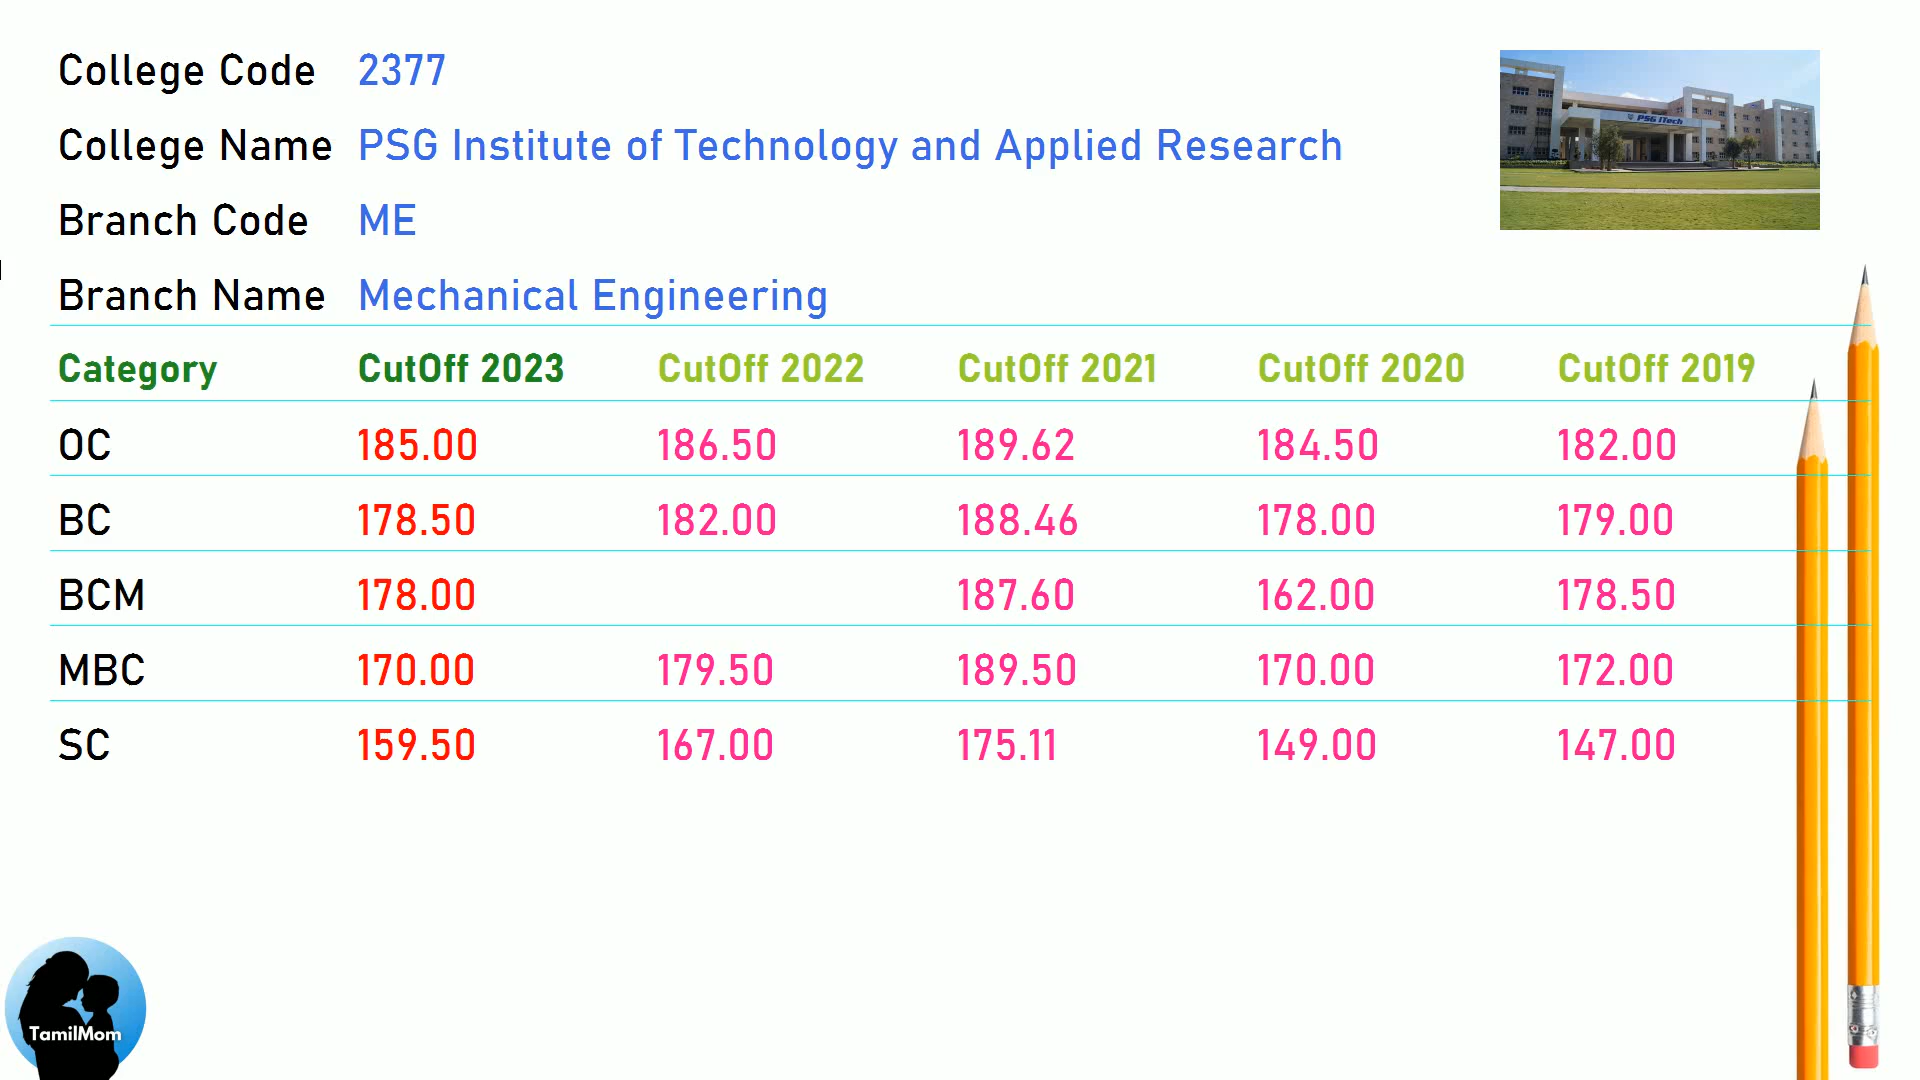 College Code 2377
College Name PSG Institute of Technology and Applied Research
PSG iTech
Branch Code ME
Branch Name Mechanical Engineering
Category CutOff 2023 CutOff 2022 CutOff 2021 CutOff 2020 CutOff 2019
OC 185.00 186.50 189.62 184.50 182.00
BC 178.50 182.00 188.46 178.00 179.00
BCM 178.00 187.60 162.00 178.50
MBC 170.00 179.50 189.50 170.00 172.00
SC 159.50 167.00 175.11 149.00 147.00
TamilMom